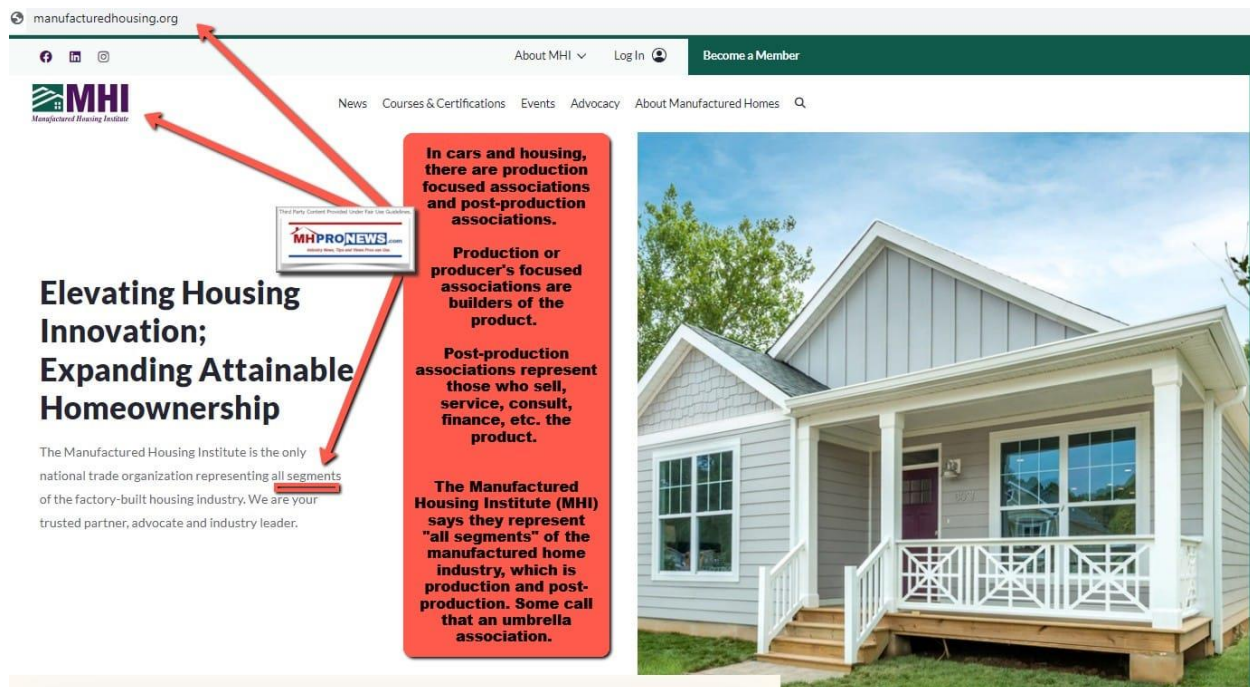 manufacturedhousing.org
About MHI
Log In
Become a Member
MHI
Manufactured Housing Institute
News
Courses & Certifications
Events
Advocacy
About Manufactured Homes
In cars and housing,
there are production
focused associations
and post-production
associations.
Production or
producer's focused
associations are
builders of the
product.
Post-production
associations represent
those who sell,
service, consult,
finance, etc. the
product.
The Manufactured
Housing Institute (MHI)
says they represent
"all segments" of the
manufactured home
industry, which is
production and post-
production. Some call
that an umbrella
association.
Third Party Content Provided Under Fair Use Guidelines.
MHPRONEWS.com
Elevating Housing
Innovation;
Expanding Attainable
Homeownership
The Manufactured Housing Institute is the only
national trade organization representing all segments
of the factory-built housing industry. We are your
trusted partner, advocate and industry leader.